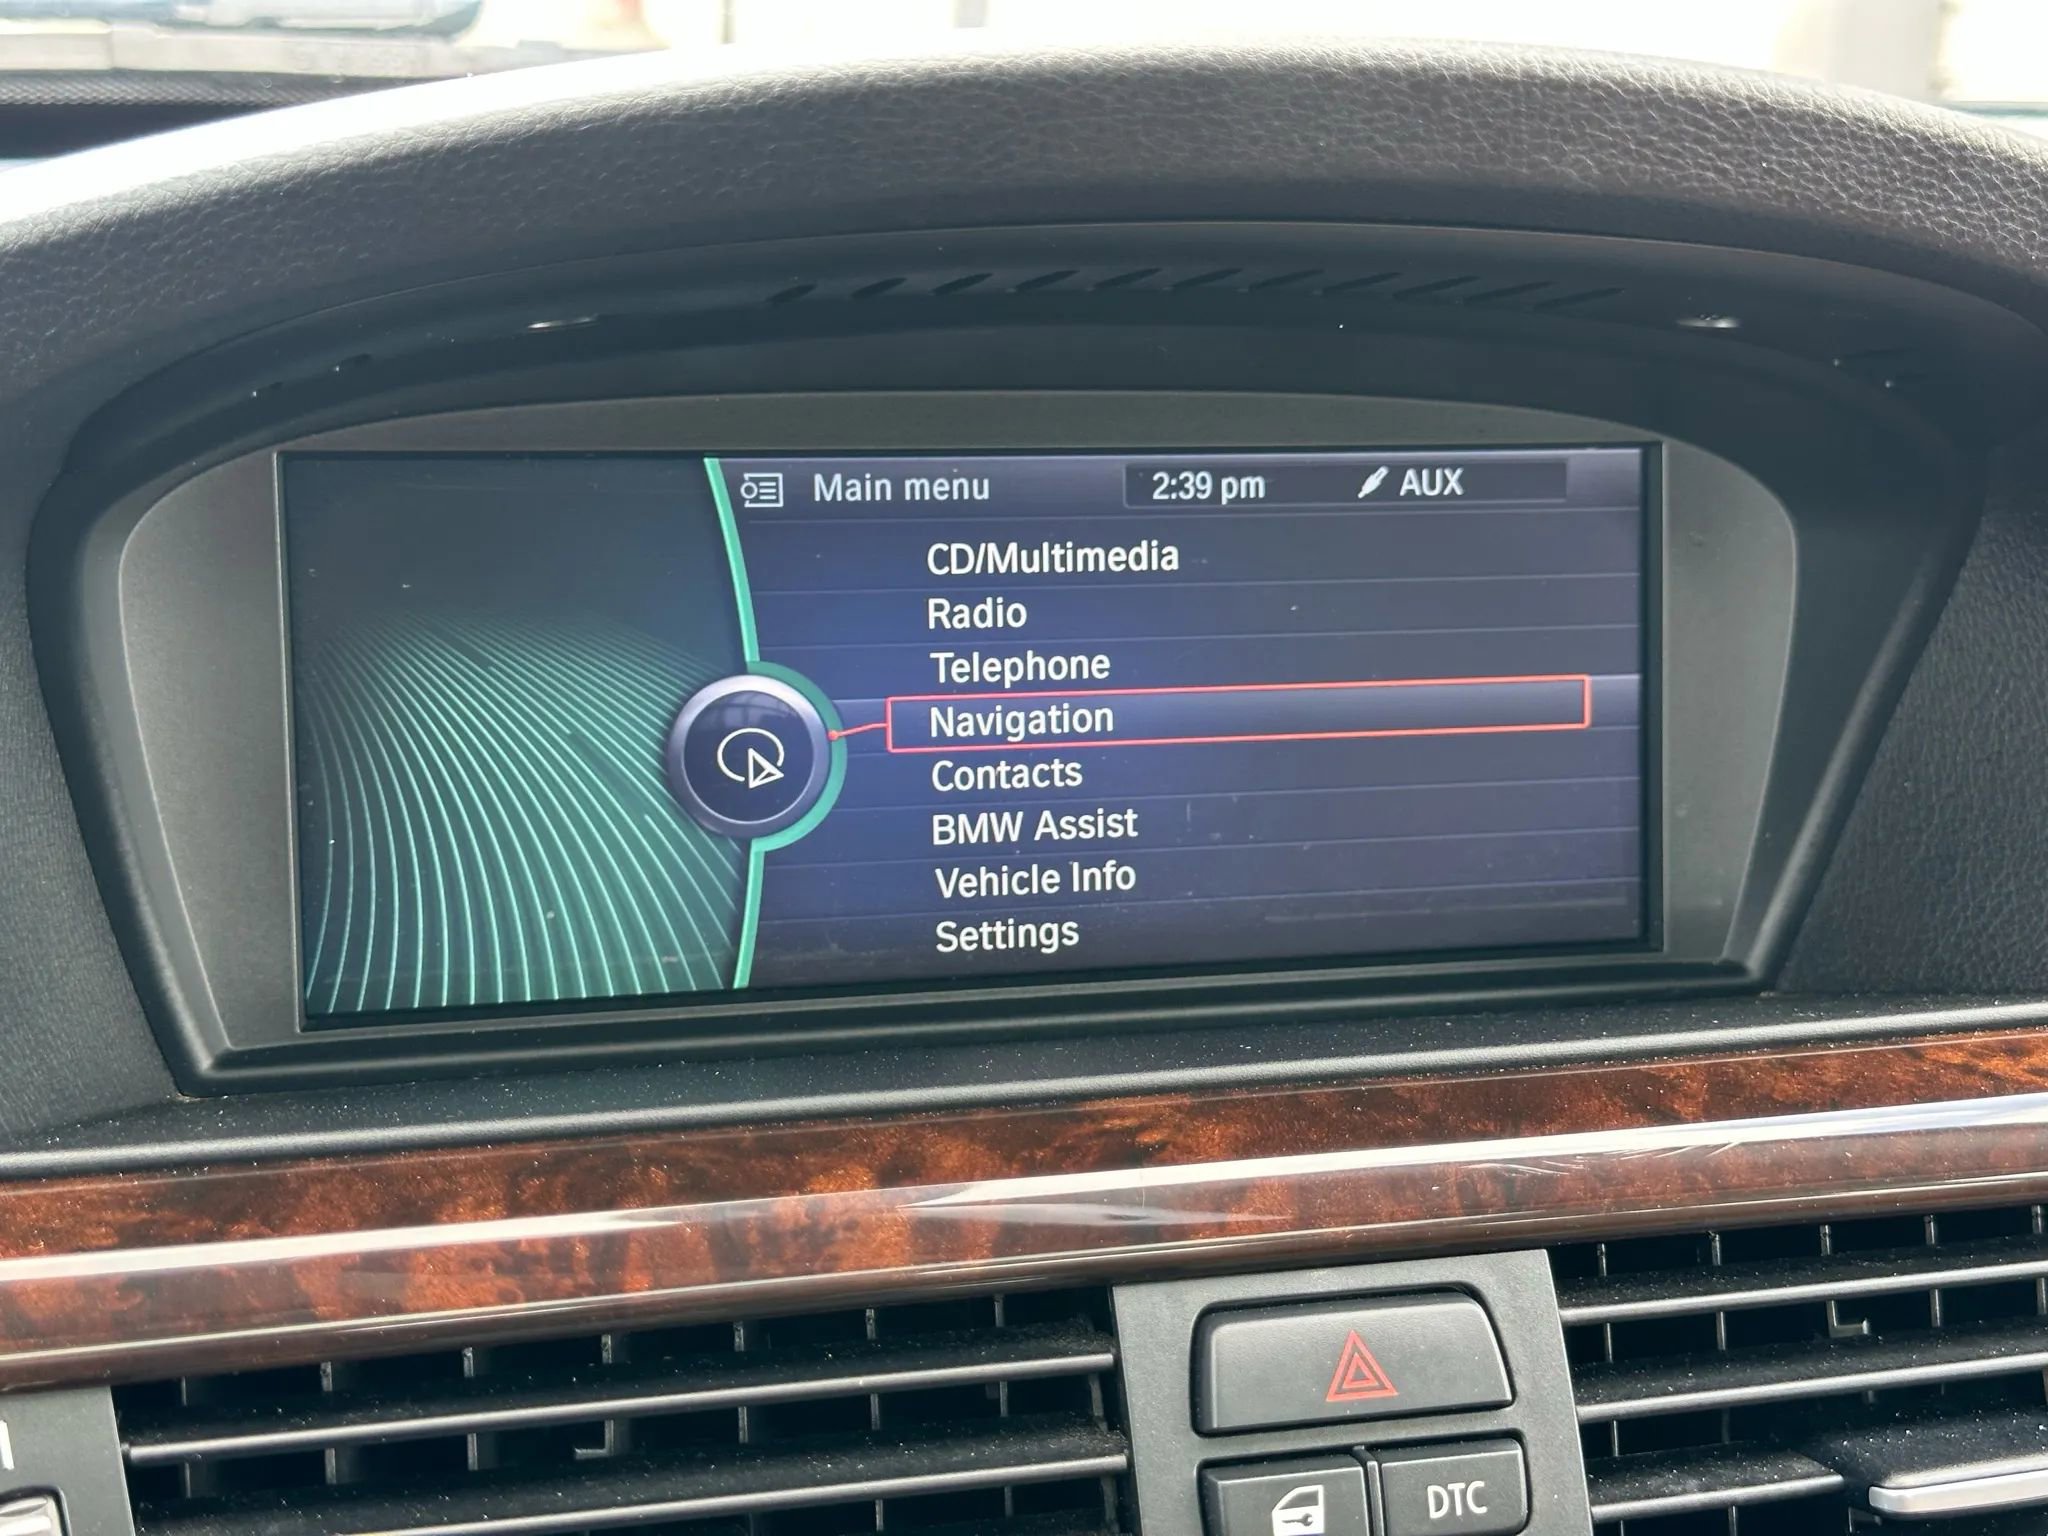 Main menu
2:39 pm
AUX
CD/Multimedia
Radio
Telephone
Navigation
Contacts
BMW Assist
Vehicle Info
Settings
DTC